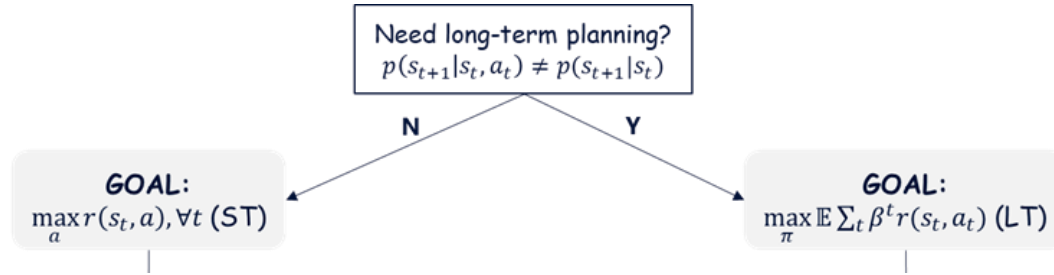 Need long-term planning?
p(s_{t+1}|s_t, a_t) ≠ p(s_{t+1}|s_t)
N
Y
GOAL:
max_a r(s_t, a), ∀t (ST)
GOAL:
max_π 𝔼 ∑_t β^t r(s_t, a_t) (LT)